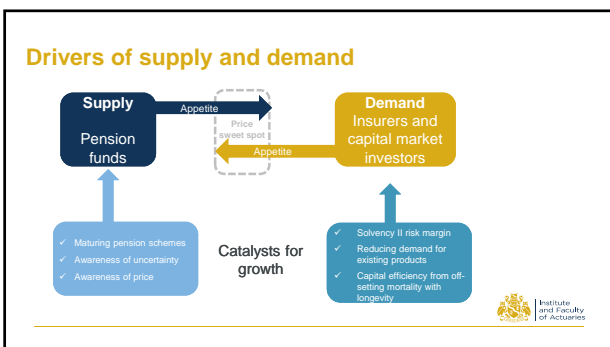 Drivers of supply and demand
Supply
Pension
funds
Appetite
Price
sweet spot
Appetite
Demand
Insurers and
capital market
investors
✓ Maturing pension schemes
✓ Awareness of uncertainty
✓ Awareness of price
Catalysts for
growth
✓ Solvency II risk margin
✓ Reducing demand for
existing products
✓ Capital efficiency from off-
setting mortality with
longevity
Institute
and Faculty
of Actuaries